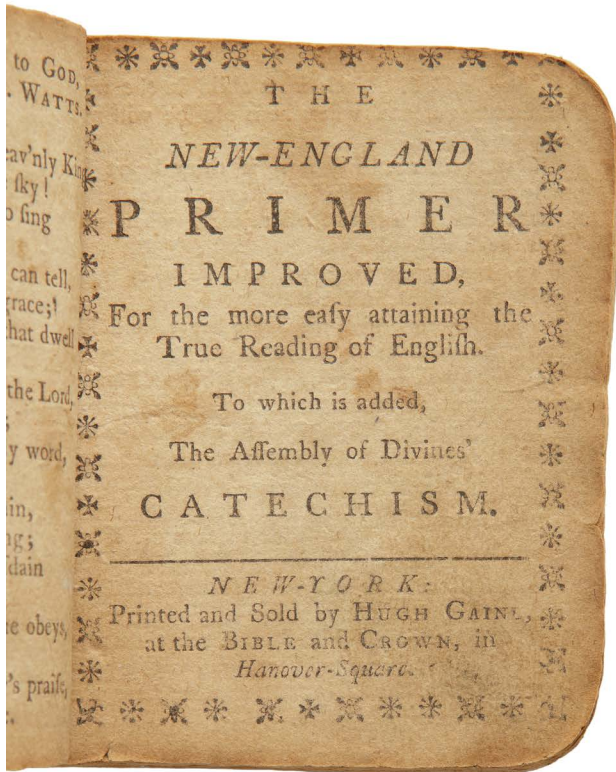 to GOD,
. WATTS.
eav'nly Kin
ſky!
o ſing
can tell,
grace;
hat dwell
the Lord,
y word,
in,
ng;
dain
e obeys,
's praiſe,
THE
NEW-ENGLAND
PRIMER
IMPROVED,
For the more eaſy attaining the
True Reading of Engliſh.
To which is added,
The Aſſembly of Divines'
CATECHISM.
NEW-YORK:
Printed and Sold by HUGH GAINE,
at the BIBLE and CROWN, in
Hanover-Square.